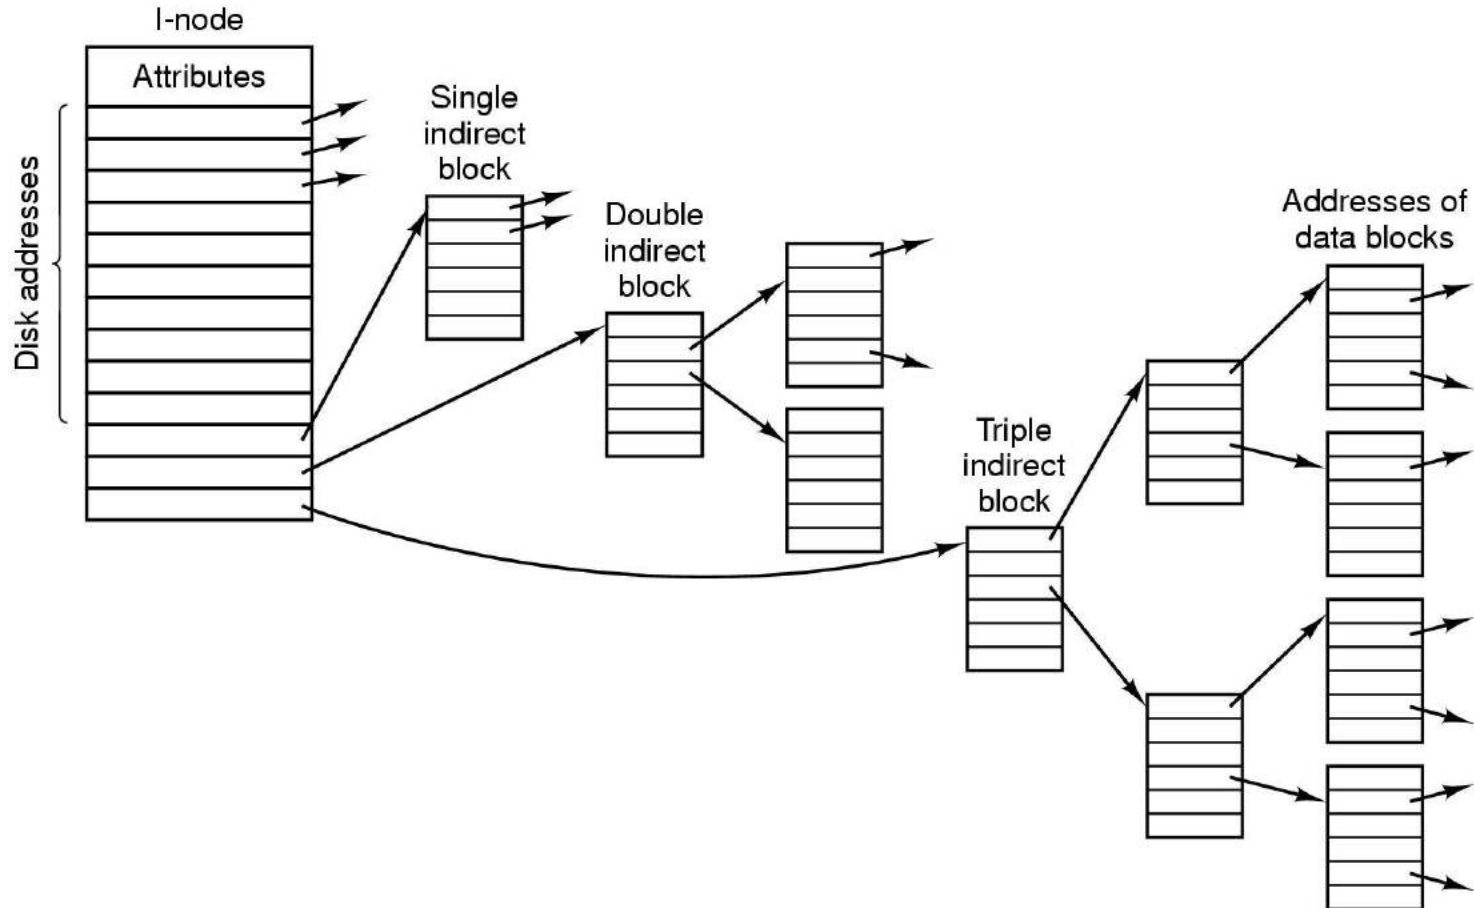 I-node
Attributes
Disk addresses
Single
indirect
block
Double
indirect
block
Triple
indirect
block
Addresses of
data blocks